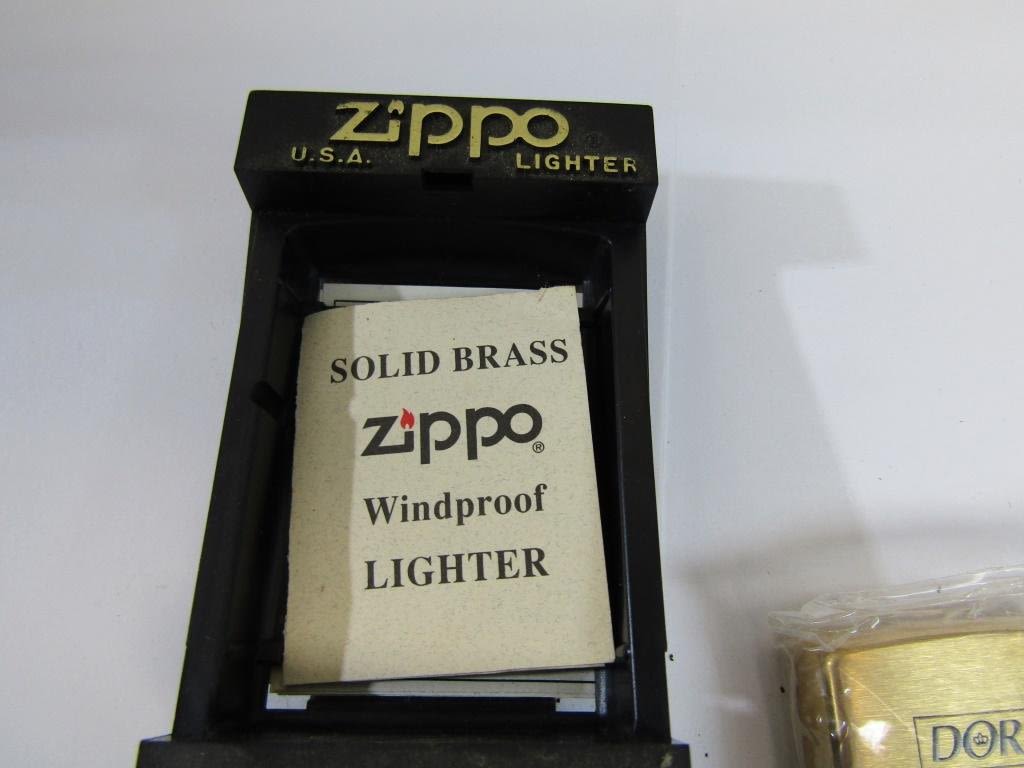 Zippo
U.S.A. LIGHTER
SOLID BRASS
Zippo®
Windproof
LIGHTER
DOR